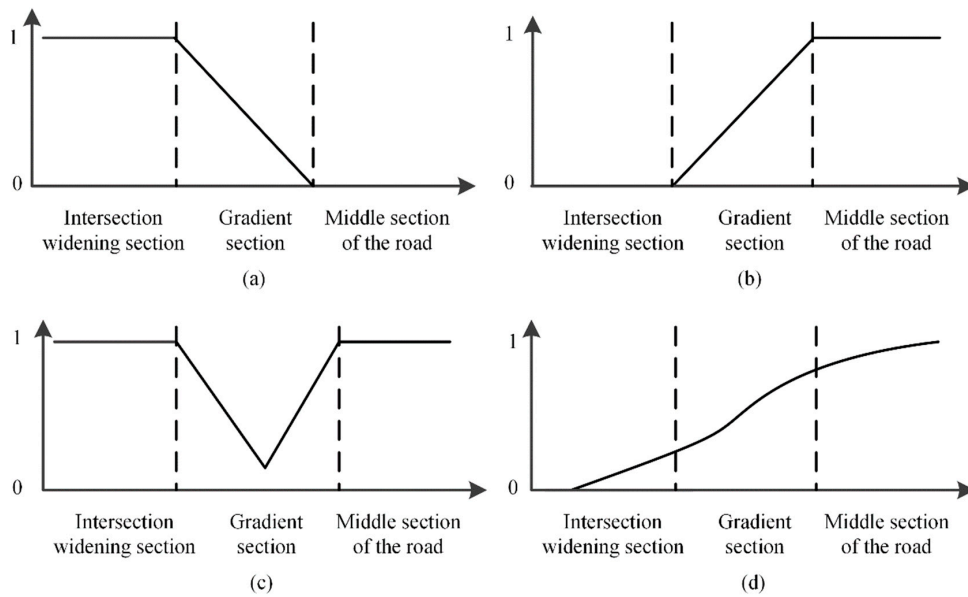 1
0
Intersection Gradient Middle section
widening section section of the road
(a)
1
0
Intersection Gradient Middle section
widening section section of the road
(b)
1
0
Intersection Gradient Middle section
widening section section of the road
(c)
1
0
Intersection Gradient Middle section
widening section section of the road
(d)